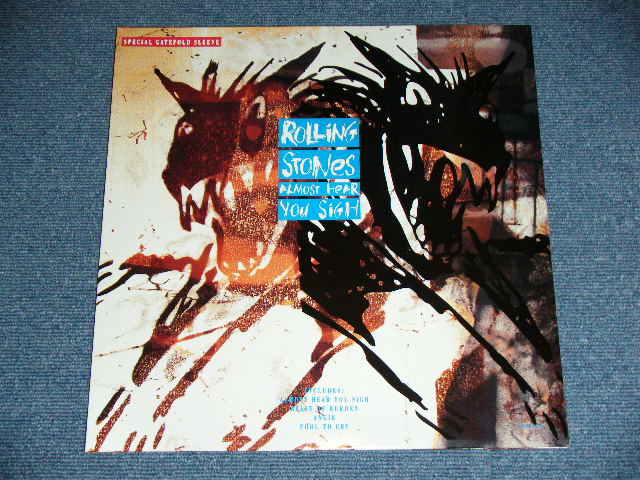 SPECIAL GATEFOLD SLEEVE
ROLLiNG
STONES
ALMOST HEAR
YOU SiGH
INCLUDES:
ALMOST HEAR YOU SIGH
BEAST OF BURDEN
ANGIE
FOOL TO CRY